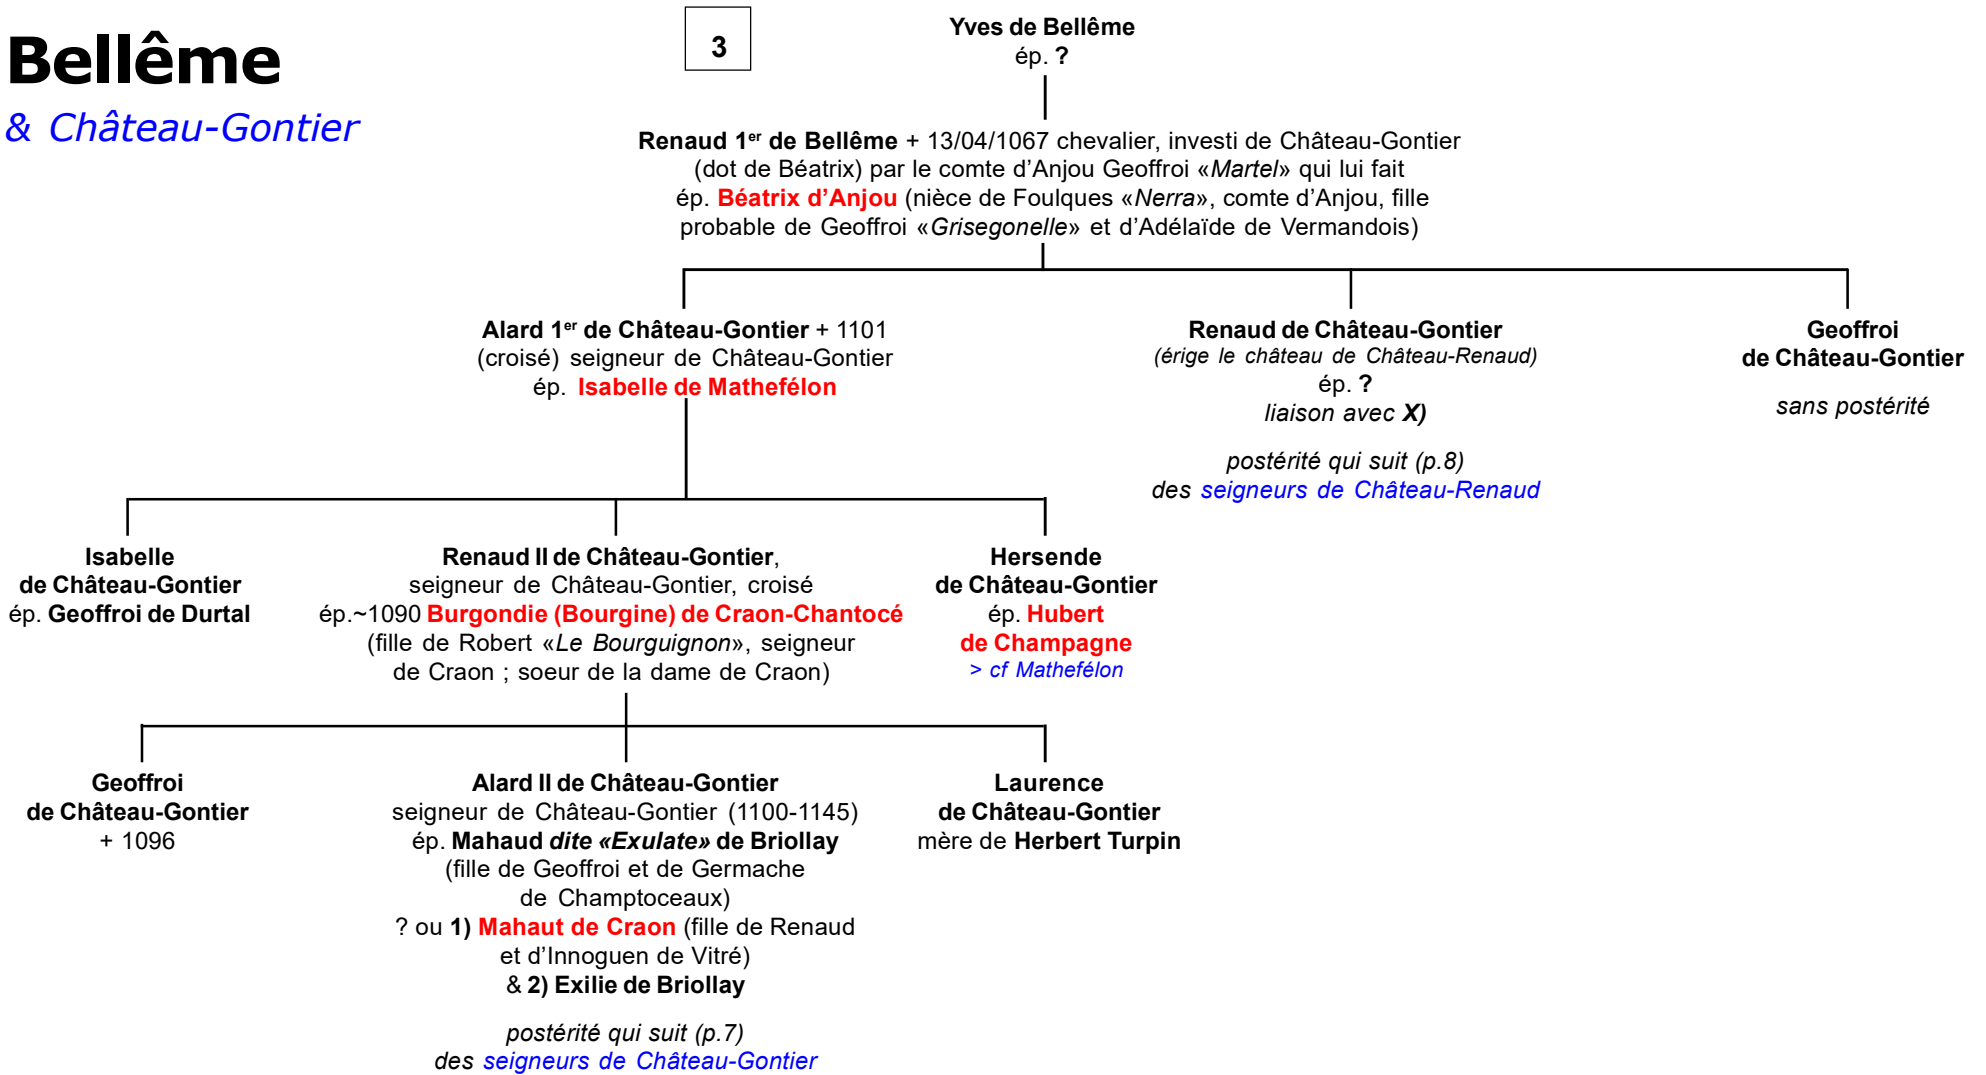 Bellême
& Château-Gontier
3
Yves de Bellême
ép. ?
Renaud 1er de Bellême + 13/04/1067 chevalier, investi de Château-Gontier
(dot de Béatrix) par le comte d’Anjou Geoffroi «Martel» qui lui fait
ép. Béatrix d’Anjou (nièce de Foulques «Nerra», comte d’Anjou, fille
probable de Geoffroi «Grisegonelle» et d’Adélaïde de Vermandois)
Alard 1er de Château-Gontier + 1101
(croisé) seigneur de Château-Gontier
ép. Isabelle de Mathefélon
Renaud de Château-Gontier
(érige le château de Château-Renaud)
ép. ?
liaison avec X)
postérité qui suit (p.8)
des seigneurs de Château-Renaud
Geoffroi
de Château-Gontier
sans postérité
Isabelle
de Château-Gontier
ép. Geoffroi de Durtal
Renaud II de Château-Gontier,
seigneur de Château-Gontier, croisé
ép.~1090 Burgondie (Bourgine) de Craon-Chantocé
(fille de Robert «Le Bourguignon», seigneur
de Craon ; soeur de la dame de Craon)
Hersende
de Château-Gontier
ép. Hubert
de Champagne
> cf Mathefélon
Geoffroi
de Château-Gontier
+ 1096
Alard II de Château-Gontier
seigneur de Château-Gontier (1100-1145)
ép. Mahaud dite «Exulate» de Briollay
(fille de Geoffroi et de Germache
de Champtoceaux)
? ou 1) Mahaut de Craon (fille de Renaud
et d’Innoguen de Vitré)
& 2) Exilie de Briollay
postérité qui suit (p.7)
des seigneurs de Château-Gontier
Laurence
de Château-Gontier
mère de Herbert Turpin